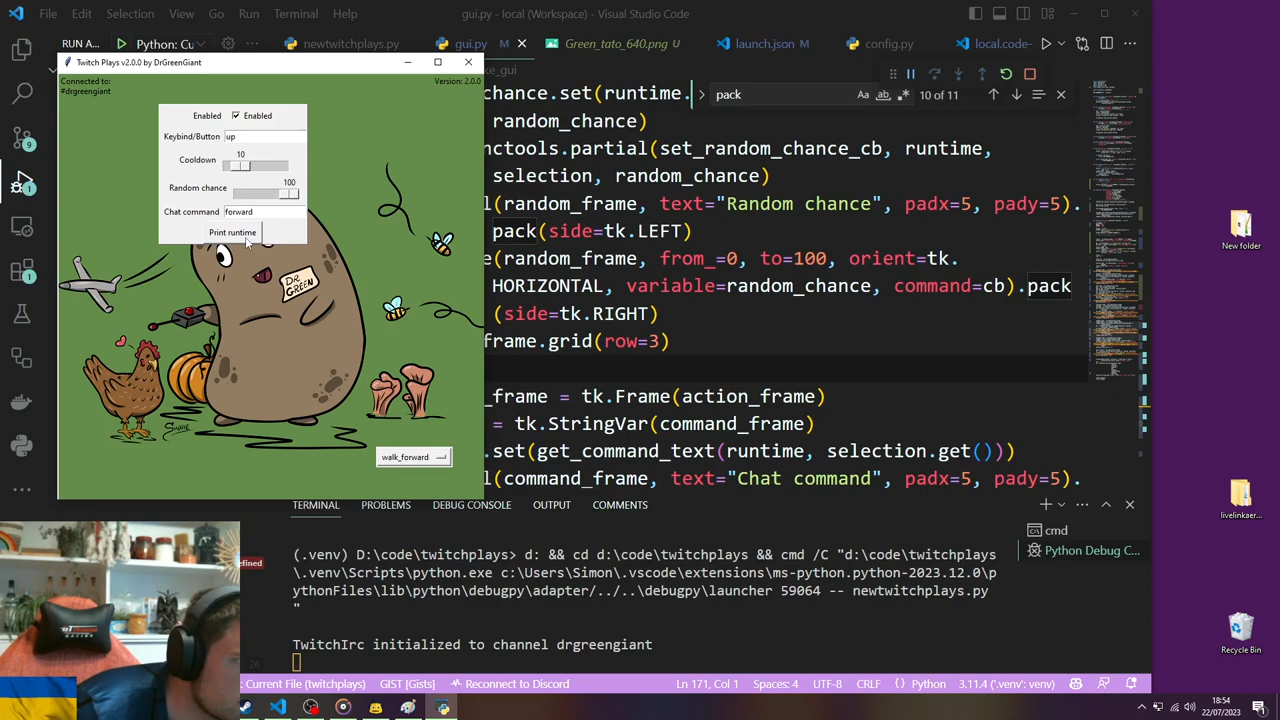 File Edit Selection View Go Run Terminal Help
gui.py - local (Workspace) - Visual Studio Code
RUN A... Python: Cu
newtwitchplays.py
gui.py 6
Green_tato_640.png U
launch.json M
config.py
local.code-
Twitch Plays v2.0.0 by DrGreenGiant
Connected to:
#drgreengiant
Version: 2.0.0
Enabled Enabled
Keybind/Button up
10
Cooldown
100
Random chance
Chat command forward
Print runtime
DR.
GREEN
walk_forward
pack
Aa ab .*
10 of 11
chance.set(runtime.
random_chance)
nctools.partial(set_random_chance_cb, runtime,
selection, random_chance)
l(random_frame, text="Random chance", padx=5, pady=5).
pack(side=tk.LEFT)
random_frame, from_=0, to=100 orient=tk.
HORIZONTAL, variable=random_chance, command=cb).pack
(side=tk.RIGHT)
frame.grid(row=3)
_frame = tk.Frame(action_frame)
= tk.StringVar(command_frame)
.set(get_command_text(runtime, selection.get()))
l(command_frame, text="Chat command", padx=5, pady=5).
TERMINAL PROBLEMS DEBUG CONSOLE OUTPUT COMMENTS
(.venv) D:\code\twitchplays> d: && cd d:\code\twitchplays && cmd /C "d:\code\twitchplays
\.venv\Scripts\python.exe c:\Users\Simon\.vscode\extensions\ms-python.python-2023.12.0\p
ythonFiles\lib\python\debugpy\adapter/../..\debugpy\launcher 59064 -- newtwitchplays.py
"
TwitchIrc initialized to channel drgreengiant
cmd
Python Debug C...
efined
26
New folder
livelinkaer...
Recycle Bin
9
1
1
GT
RACING
: Current File (twitchplays) GIST [Gists] Reconnect to Discord
Ln 171, Col 1 Spaces: 4 UTF-8 CRLF Python 3.11.4 ('.venv': venv)
18:54
22/07/2023